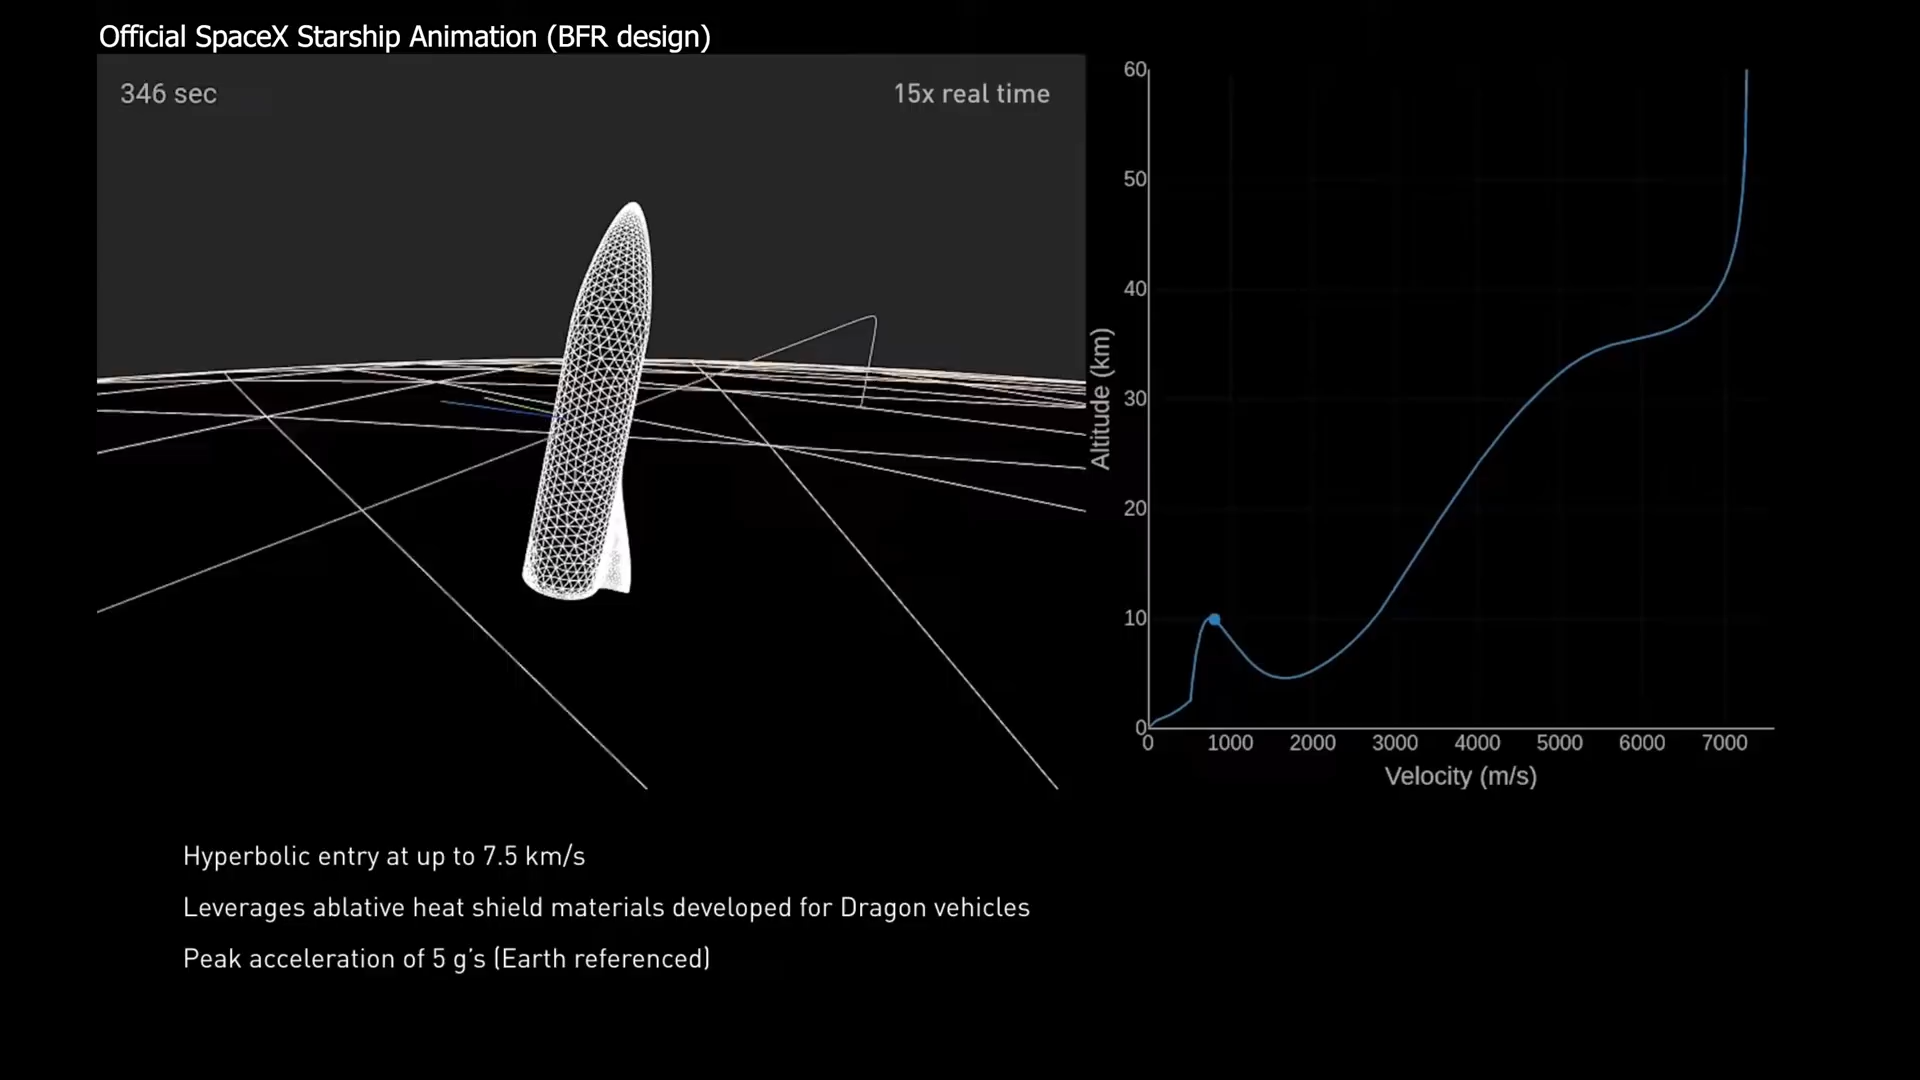 Official SpaceX Starship Animation (BFR design)
346 sec
15x real time
60
50
40
30
20
10
0
Altitude (km)
0 1000 2000 3000 4000 5000 6000 7000
Velocity (m/s)
Hyperbolic entry at up to 7.5 km/s
Leverages ablative heat shield materials developed for Dragon vehicles
Peak acceleration of 5 g's (Earth referenced)